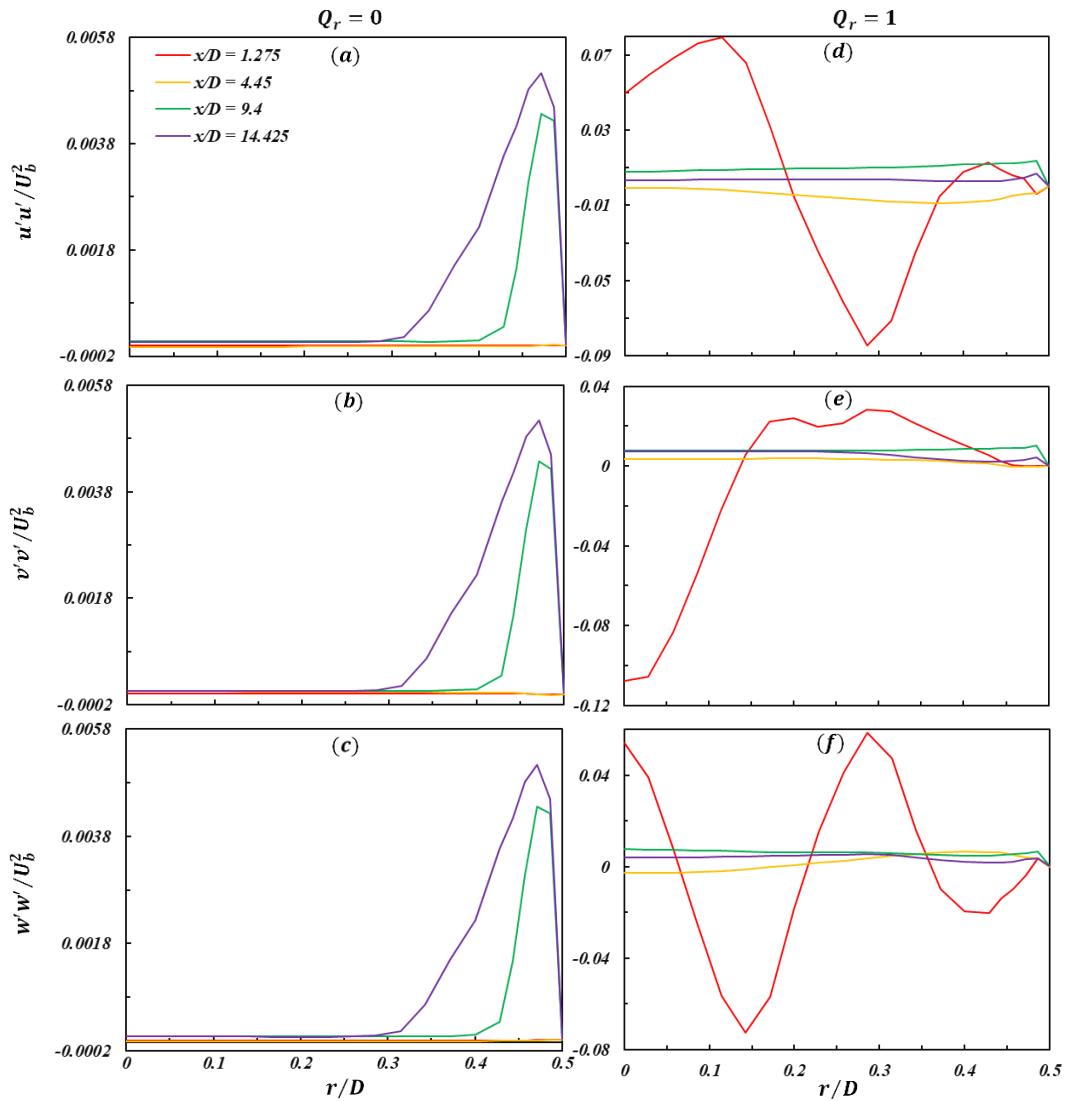 Q_r = 0
Q_r = 1
0.0058
0.0038
0.0018
-0.0002
u'u'/U_b^2
(a)
x/D = 1.275
x/D = 4.45
x/D = 9.4
x/D = 14.425
0.07
0.03
-0.01
-0.05
-0.09
(d)
0.0058
0.0038
0.0018
-0.0002
v'v'/U_b^2
(b)
0.04
0
-0.04
-0.08
-0.12
(e)
0.0058
0.0038
0.0018
-0.0002
w'w'/U_b^2
(c)
0 0.1 0.2 0.3 0.4 0.5
r/D
0.04
0
-0.04
-0.08
(f)
0 0.1 0.2 0.3 0.4 0.5
r/D